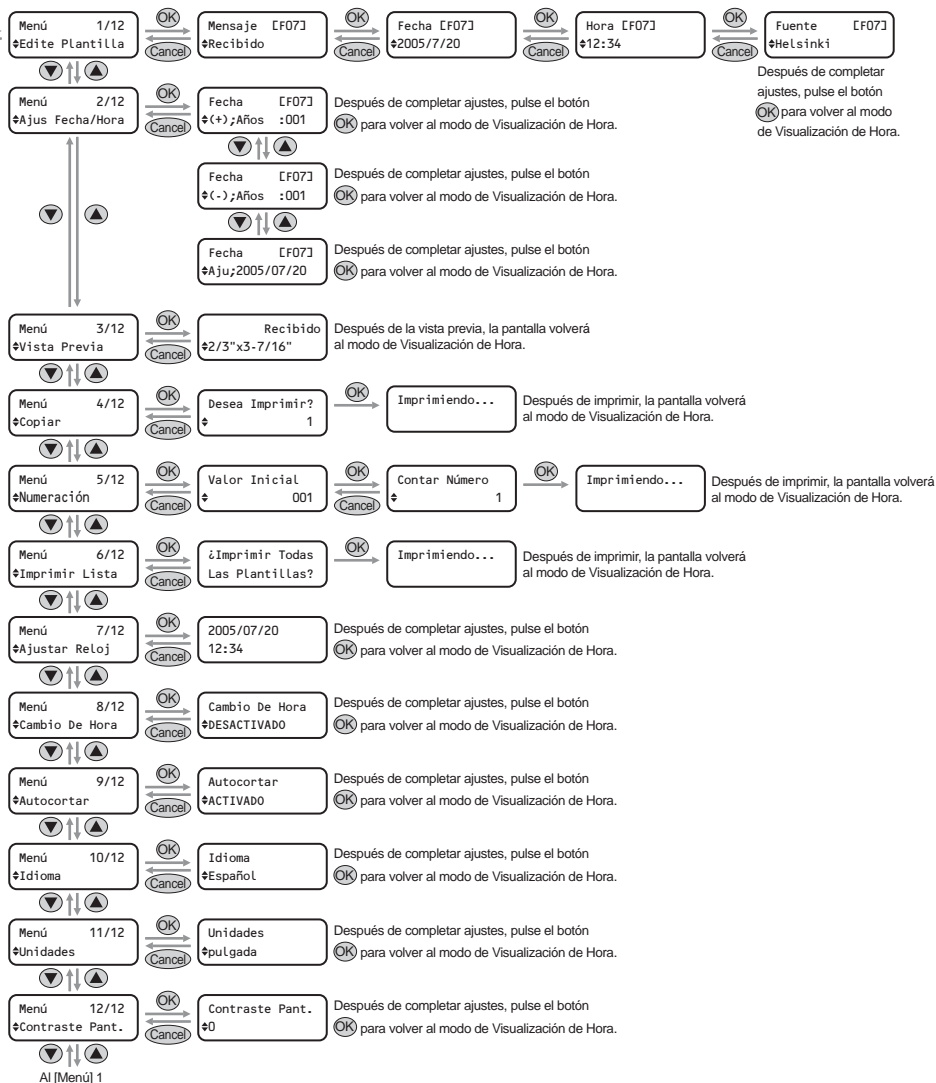 Menú 1/12
Edite Plantilla
OK
Cancel
Mensaje [F07]
Recibido
OK
Cancel
Fecha [F07]
2005/7/20
OK
Cancel
Hora [F07]
12:34
OK
Cancel
Fuente [F07]
Helsinki
Después de completar
ajustes, pulse el botón
OK para volver al modo
de Visualización de Hora.
Menú 2/12
Ajus Fecha/Hora
OK
Cancel
Fecha [F07]
(+);Años :001
Después de completar ajustes, pulse el botón
OK para volver al modo de Visualización de Hora.
Fecha [F07]
(-);Años :001
Después de completar ajustes, pulse el botón
OK para volver al modo de Visualización de Hora.
Fecha [F07]
Aju;2005/07/20
Después de completar ajustes, pulse el botón
OK para volver al modo de Visualización de Hora.
Menú 3/12
Vista Previa
OK
Cancel
Recibido
2/3"x3-7/16"
Después de la vista previa, la pantalla volverá
al modo de Visualización de Hora.
Menú 4/12
Copiar
OK
Cancel
Desea Imprimir?
1
OK
Imprimiendo...
Después de imprimir, la pantalla volverá
al modo de Visualización de Hora.
Menú 5/12
Numeración
OK
Cancel
Valor Inicial
001
OK
Cancel
Contar Número
1
OK
Imprimiendo...
Después de imprimir, la pantalla volverá
al modo de Visualización de Hora.
Menú 6/12
Imprimir Lista
OK
Cancel
¿Imprimir Todas
Las Plantillas?
OK
Imprimiendo...
Después de imprimir, la pantalla volverá
al modo de Visualización de Hora.
Menú 7/12
Ajustar Reloj
OK
Cancel
2005/07/20
12:34
Después de completar ajustes, pulse el botón
OK para volver al modo de Visualización de Hora.
Menú 8/12
Cambio De Hora
OK
Cancel
Cambio De Hora
DESACTIVADO
Después de completar ajustes, pulse el botón
OK para volver al modo de Visualización de Hora.
Menú 9/12
Autocortar
OK
Cancel
Autocortar
ACTIVADO
Después de completar ajustes, pulse el botón
OK para volver al modo de Visualización de Hora.
Menú 10/12
Idioma
OK
Cancel
Idioma
Español
Después de completar ajustes, pulse el botón
OK para volver al modo de Visualización de Hora.
Menú 11/12
Unidades
OK
Cancel
Unidades
pulgada
Después de completar ajustes, pulse el botón
OK para volver al modo de Visualización de Hora.
Menú 12/12
Contraste Pant.
OK
Cancel
Contraste Pant.
0
Después de completar ajustes, pulse el botón
OK para volver al modo de Visualización de Hora.
Al [Menú] 1